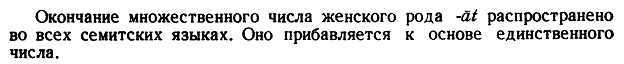 Окончание множественного числа женского рода -āt распространено
во всех семитских языках. Оно прибавляется к основе единственного
числа.